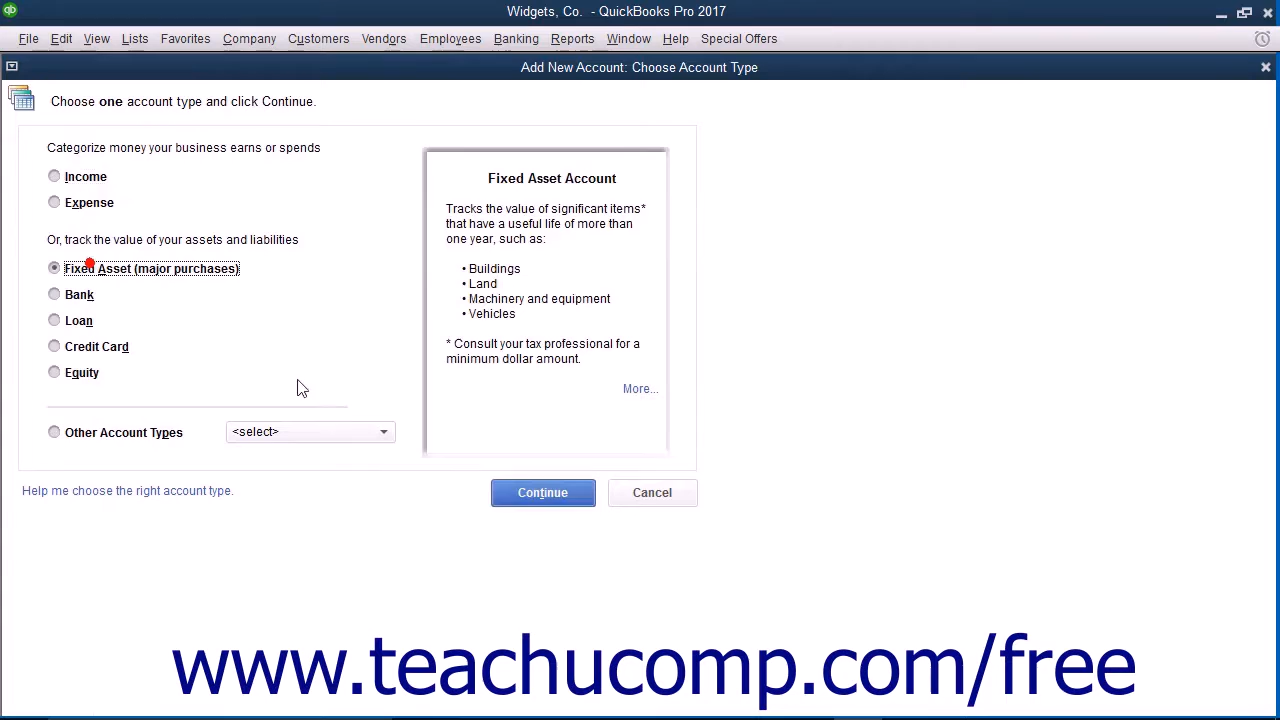 qb
Widgets, Co. - QuickBooks Pro 2017
File Edit View Lists Favorites Company Customers Vendors Employees Banking Reports Window Help Special Offers
Add New Account: Choose Account Type
Choose one account type and click Continue.
Categorize money your business earns or spends
Income
Expense
Or, track the value of your assets and liabilities
Fixed Asset (major purchases)
Bank
Loan
Credit Card
Equity
Other Account Types <select>
Fixed Asset Account
Tracks the value of significant items*
that have a useful life of more than
one year, such as:
• Buildings
• Land
• Machinery and equipment
• Vehicles
* Consult your tax professional for a
minimum dollar amount.
More...
Help me choose the right account type.
Continue Cancel
www.teachucomp.com/free